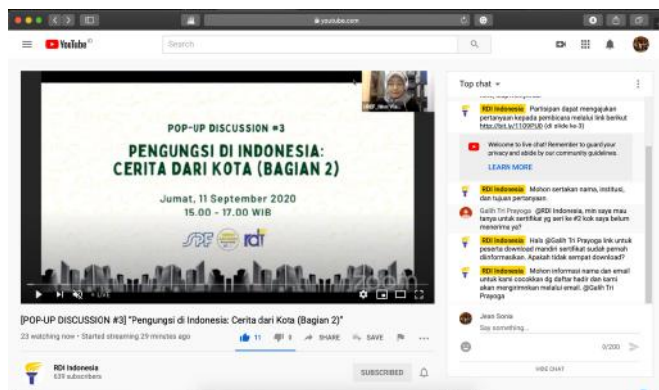 youtube.com
YouTube ID
Search
POP-UP DISCUSSION #3
PENGUNGSI DI INDONESIA:
CERITA DARI KOTA (BAGIAN 2)
Jumat, 11 September 2020
15.00 - 17.00 WIB
rdi
LIVE
[POP-UP DISCUSSION #3] "Pengungsi di Indonesia: Cerita dari Kota (Bagian 2)"
23 watching now • Started streaming 29 minutes ago
11
0
SHARE
SAVE
RDI Indonesia
639 subscribers
SUBSCRIBED
Top chat
RDI Indonesia Partisipan dapat mengajukan
pertanyaan kepada pembicara melalui link berikut
(di slide ke-3)
Welcome to live chat! Remember to guard your
privacy and abide by our community guidelines.
LEARN MORE
RDI Indonesia Mohon sertakan nama, institusi,
dan tujuan pertanyaan.
Galih Tri Prayoga @RDI Indonesia, min saya mau
tanya untuk sertifikat yg seri ke #2 kok saya belum
menerima ya?
RDI Indonesia Halo @Galih Tri Prayoga link untuk
peserta download mandiri sertifikat sudah pernah
diinformasikan. Apakah tidak sempat download?
RDI Indonesia Mohon informasi nama dan email
untuk kami cocokkan dg daftar hadir dan kami
akan mengirimkan melalui email. @Galih Tri
Prayoga
Jean Sonia
Say something...
0/200
HIDE CHAT